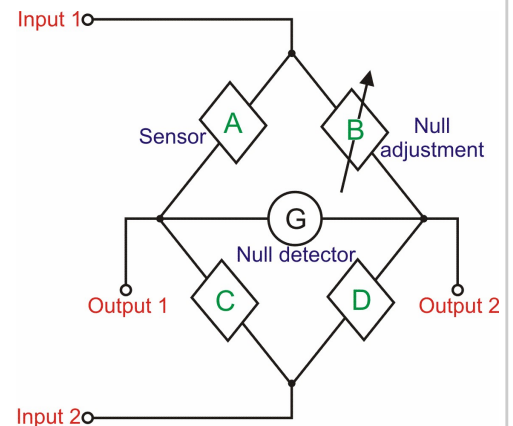 Input 1
A
B
Sensor
Null
adjustment
G
Null detector
C
D
Output 1
Output 2
Input 2